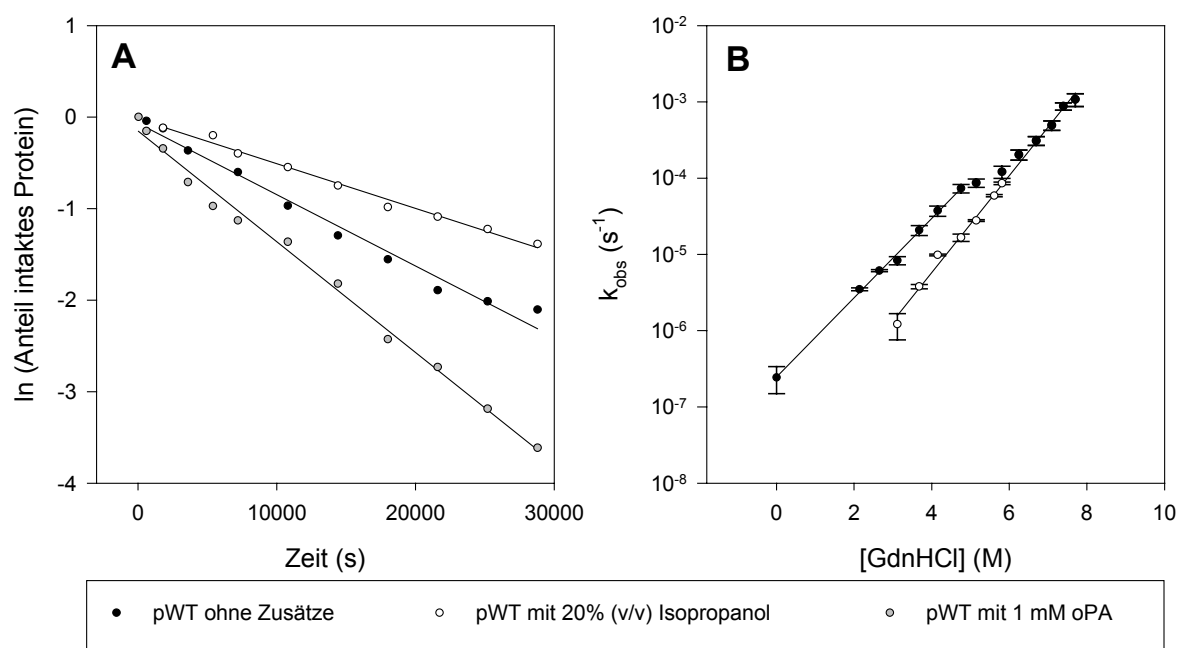 A
B
ln (Anteil intaktes Protein)
1
0
-1
-2
-3
-4
0
10000
20000
30000
Zeit (s)
k_obs (s⁻¹)
10⁻²
10⁻³
10⁻⁴
10⁻⁵
10⁻⁶
10⁻⁷
10⁻⁸
0
2
4
6
8
10
[GdnHCl] (M)
pWT ohne Zusätze
pWT mit 20% (v/v) Isopropanol
pWT mit 1 mM oPA